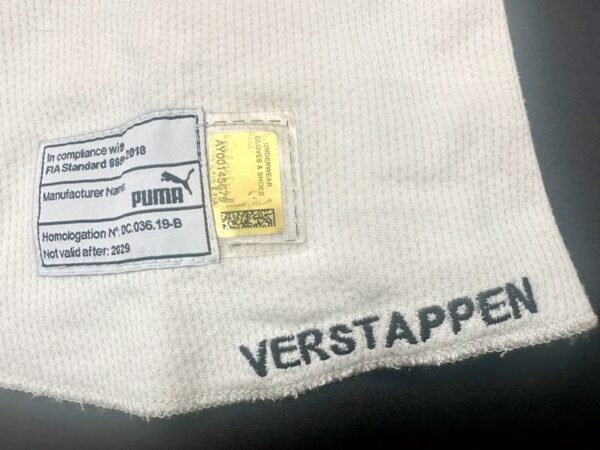 In compliance with
FIA Standard 8856-2018
Manufacturer Name: PUMA
Homologation N°: DC.036.19-B
Not valid after: 2029
UNDERWEAR
GLOVES & SHOES
VERSTAPPEN